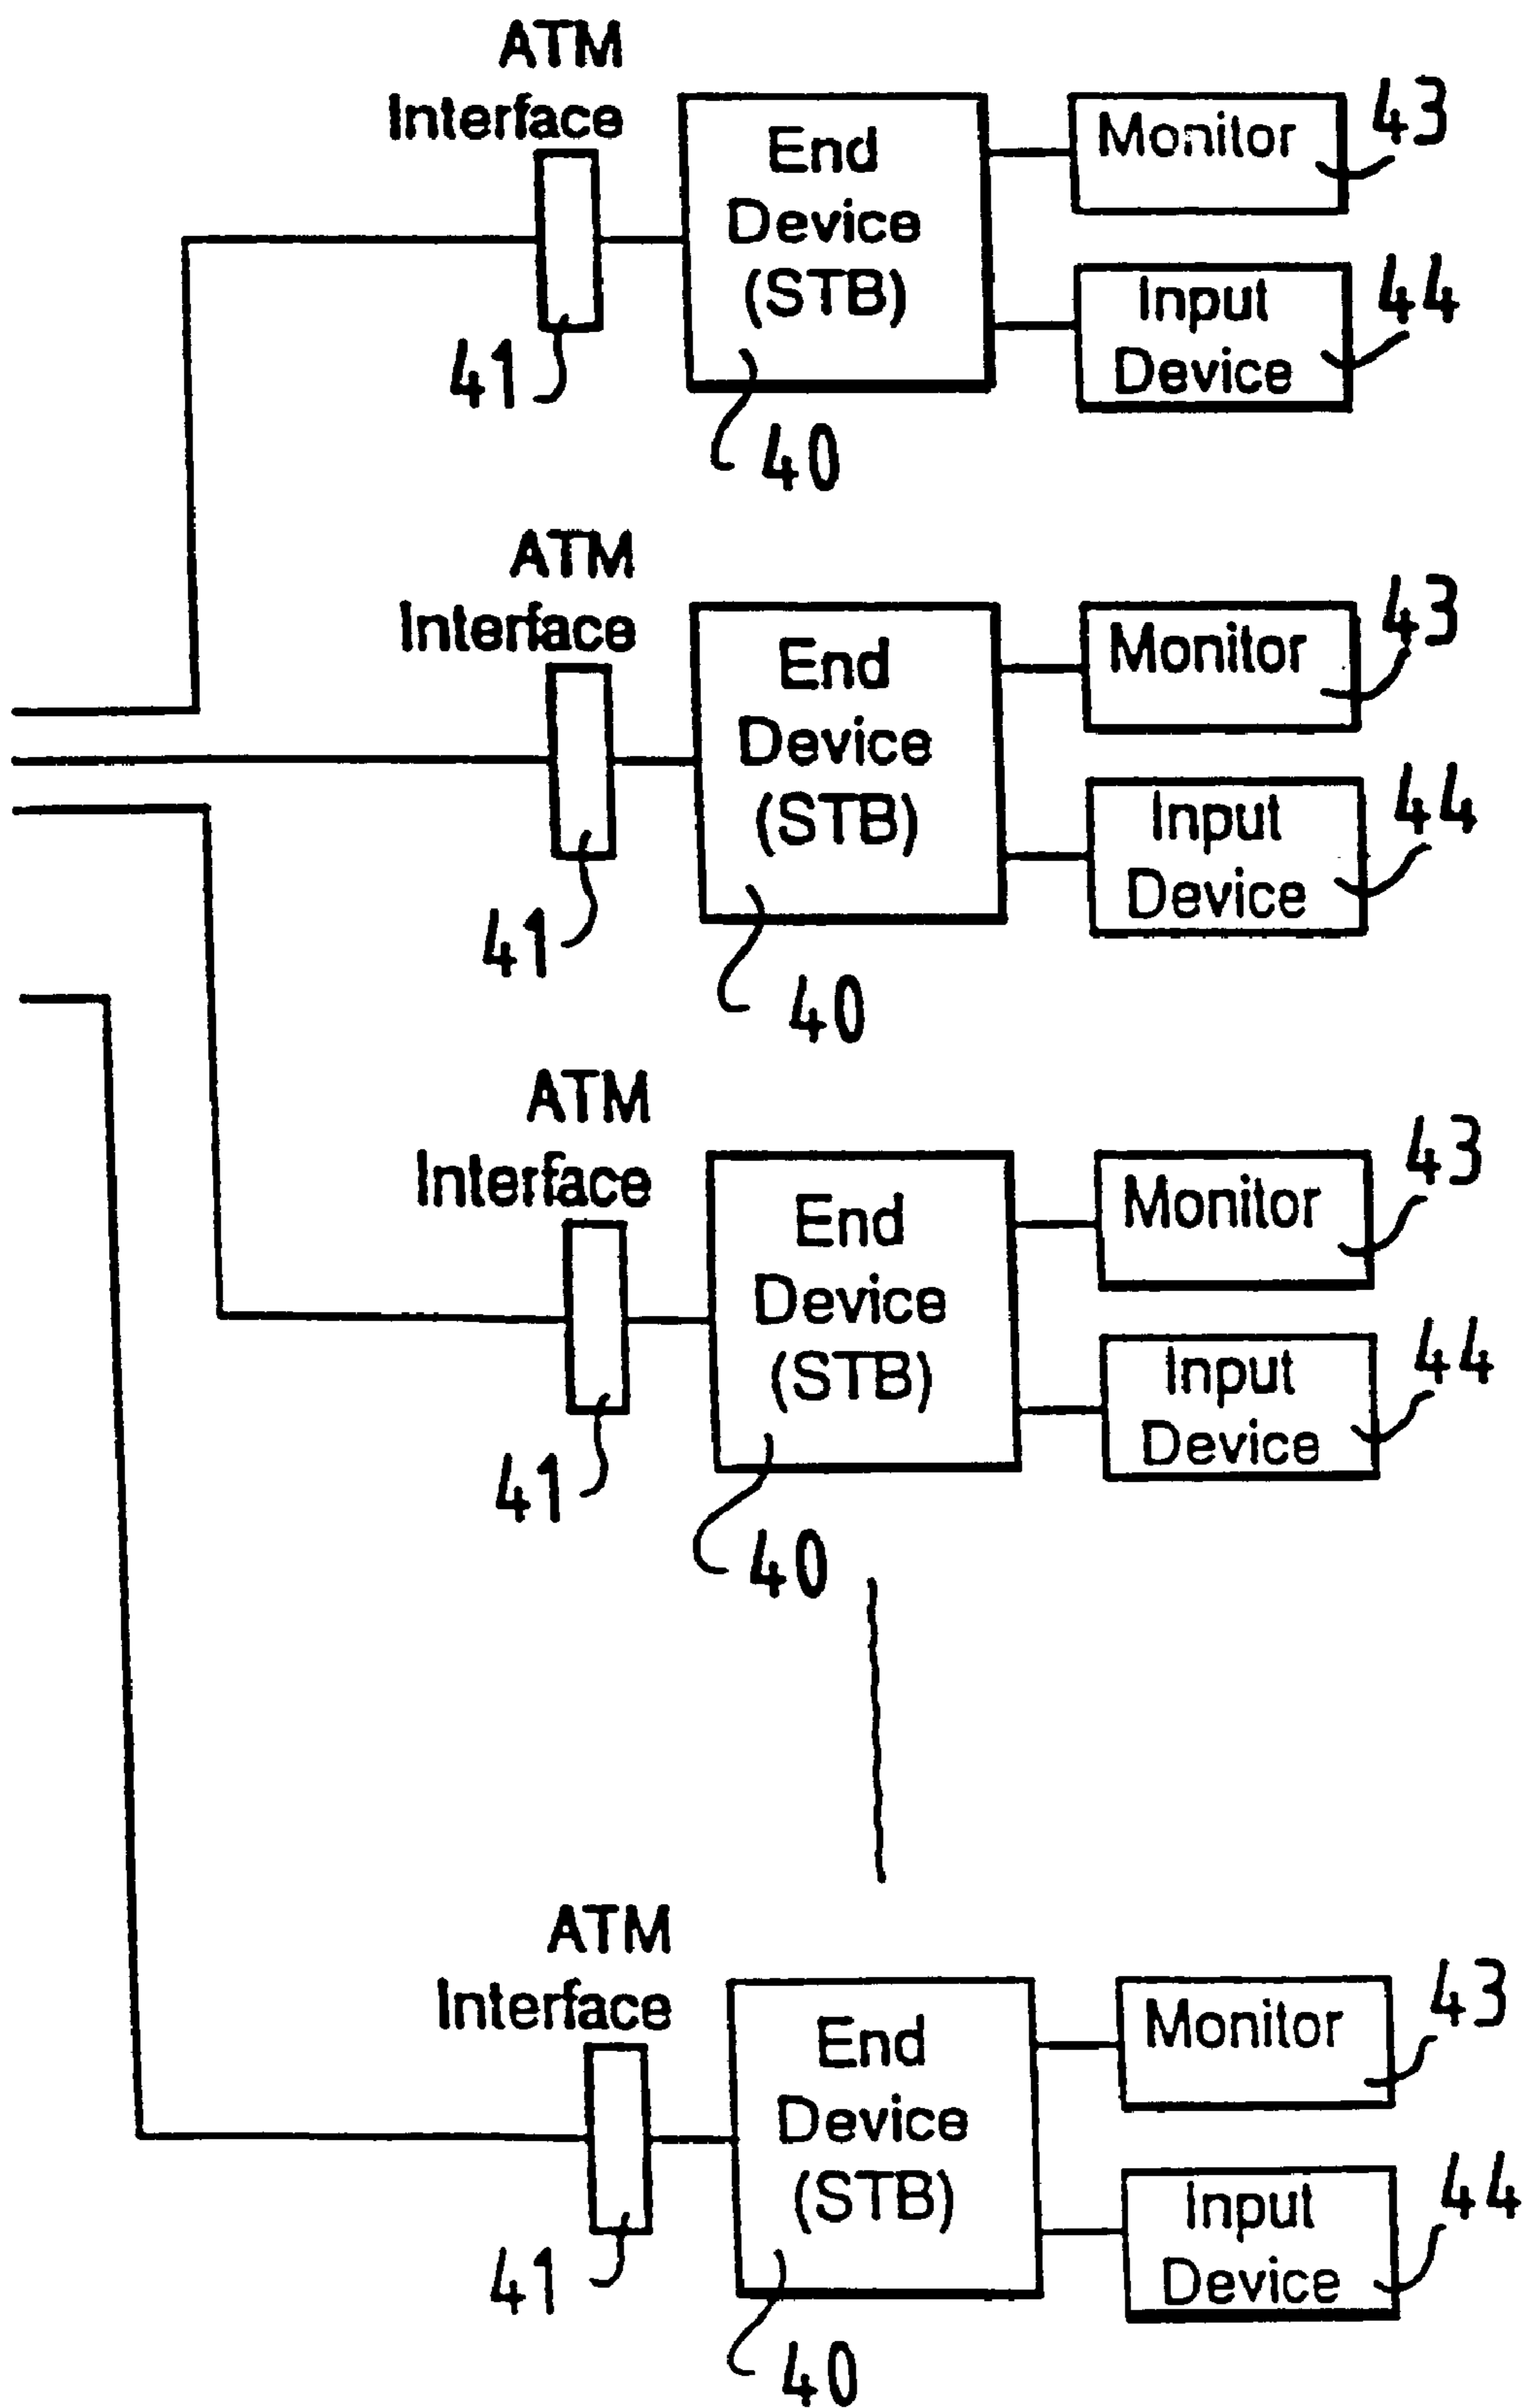 ATM
Interface
End
Device
(STB)
Monitor
43
Input
Device
44
41
40
ATM
Interface
End
Device
(STB)
Monitor
43
Input
Device
44
41
40
ATM
Interface
End
Device
(STB)
Monitor
43
Input
Device
44
41
40
ATM
Interface
End
Device
(STB)
Monitor
43
Input
Device
44
41
40